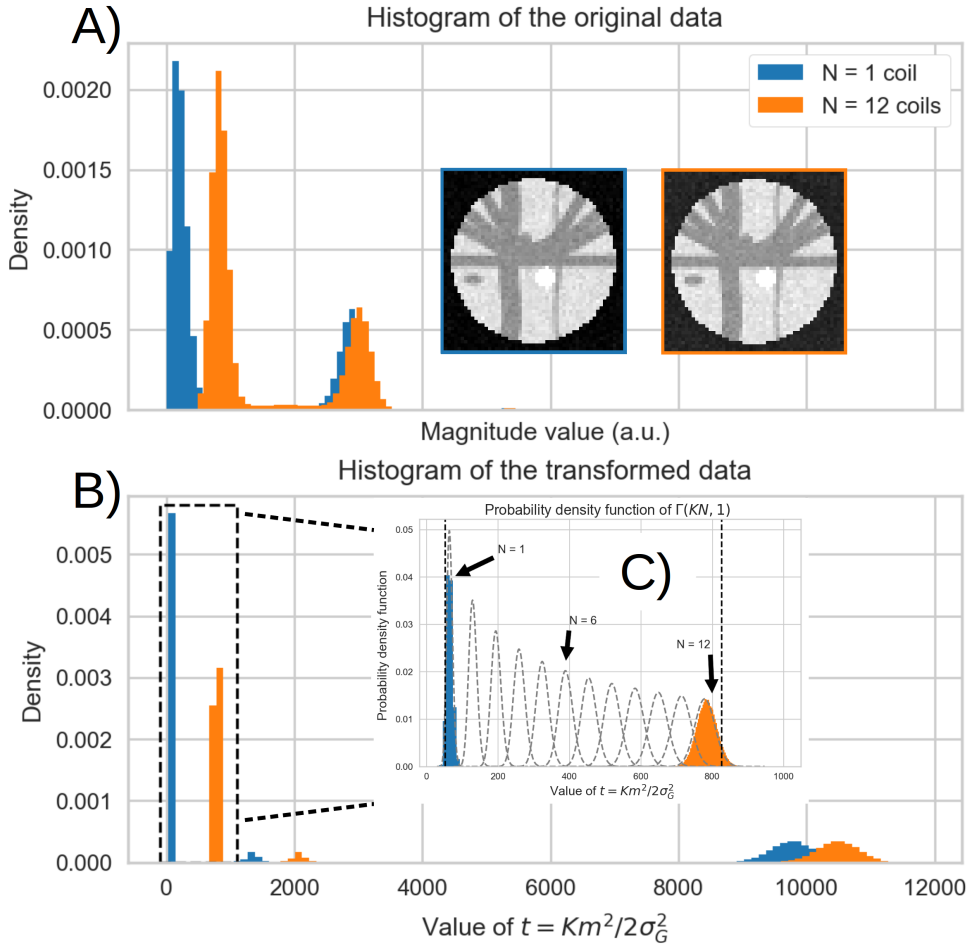 A)
Histogram of the original data
0.0020
0.0015
0.0010
0.0005
0.0000
Density
N = 1 coil
N = 12 coils
Magnitude value (a.u.)
B)
Histogram of the transformed data
0.005
0.004
0.003
0.002
0.001
0.000
Density
Probability density function of Γ(KN, 1)
C)
0.05
0.04
0.03
0.02
0.01
0.00
Probability density function
N = 1
N = 6
N = 12
0 200 400 600 800 1000
Value of t = Km²/2σ_G²
0 2000 4000 6000 8000 10000 12000
Value of t = Km²/2σ_G²